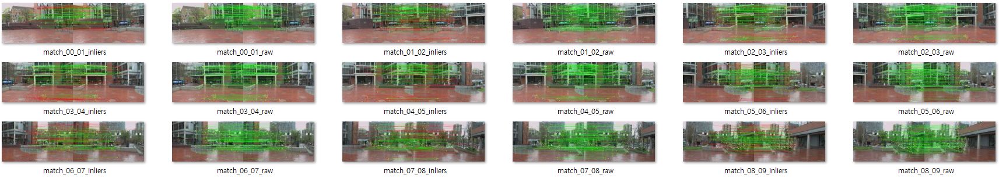 match_00_01_inliers
match_00_01_raw
match_01_02_inliers
match_01_02_raw
match_02_03_inliers
match_02_03_raw
match_03_04_inliers
match_03_04_raw
match_04_05_inliers
match_04_05_raw
match_05_06_inliers
match_05_06_raw
match_06_07_inliers
match_06_07_raw
match_07_08_inliers
match_07_08_raw
match_08_09_inliers
match_08_09_raw